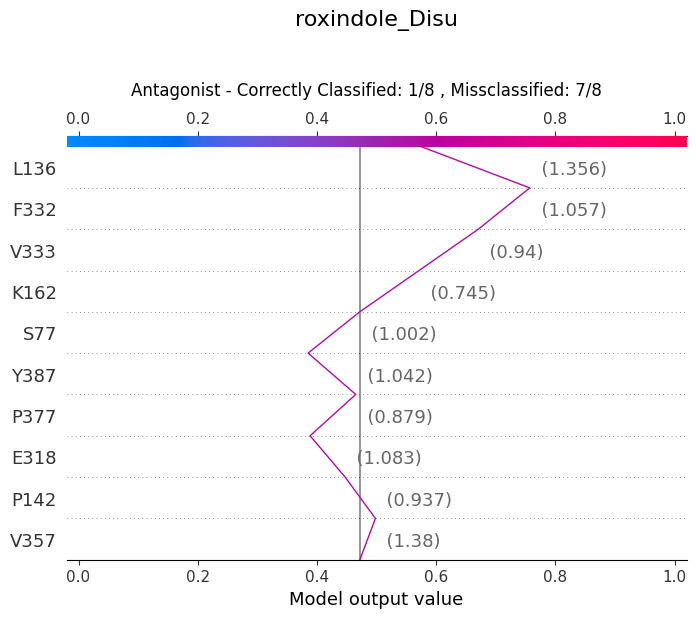 roxindole_Disu
Antagonist - Correctly Classified: 1/8 , Missclassified: 7/8
0.0 0.2 0.4 0.6 0.8 1.0
L136 (1.356)
F332 (1.057)
V333 (0.94)
K162 (0.745)
S77 (1.002)
Y387 (1.042)
P377 (0.879)
E318 (1.083)
P142 (0.937)
V357 (1.38)
0.0 0.2 0.4 0.6 0.8 1.0
Model output value